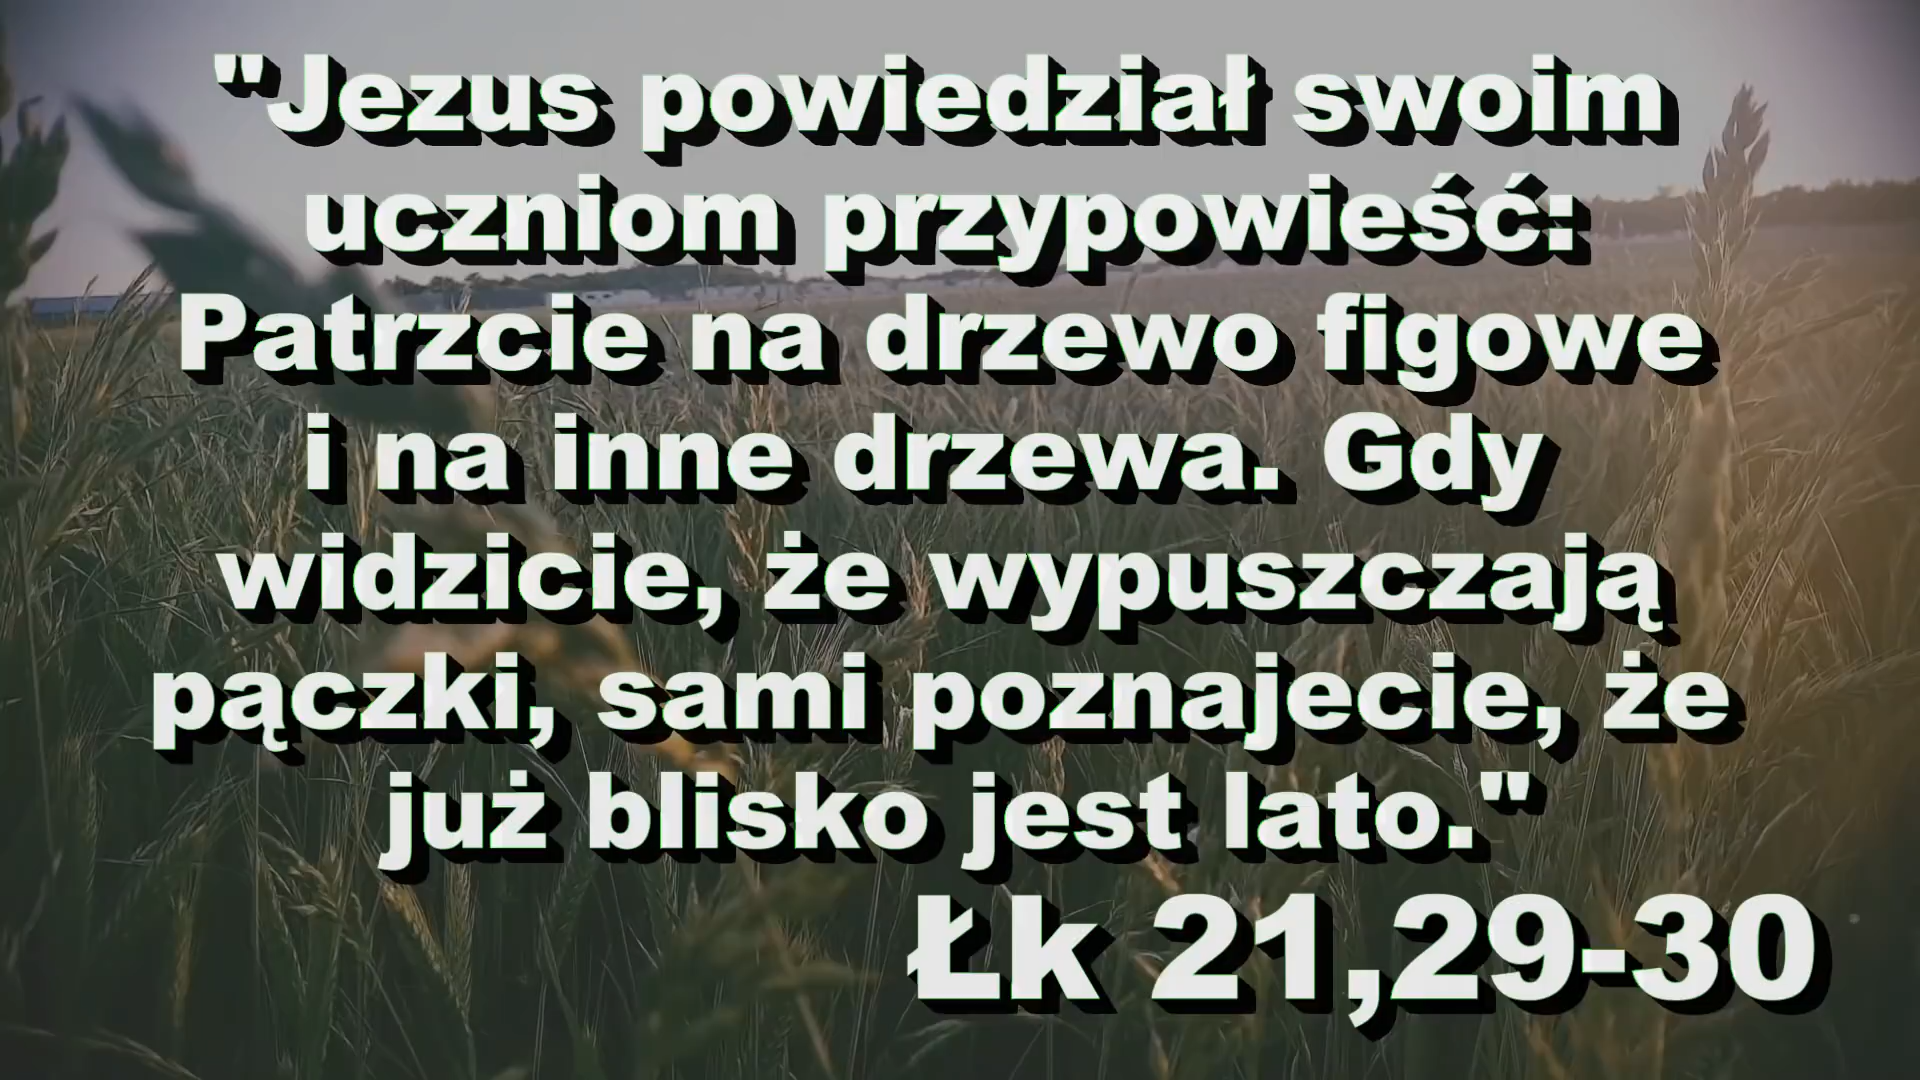 "Jezus powiedział swoim
uczniom przypowieść:
Patrzcie na drzewo figowe
i na inne drzewa. Gdy
widzicie, że wypuszczają
pączki, sami poznajecie, że
już blisko jest lato."
Łk 21,29-30